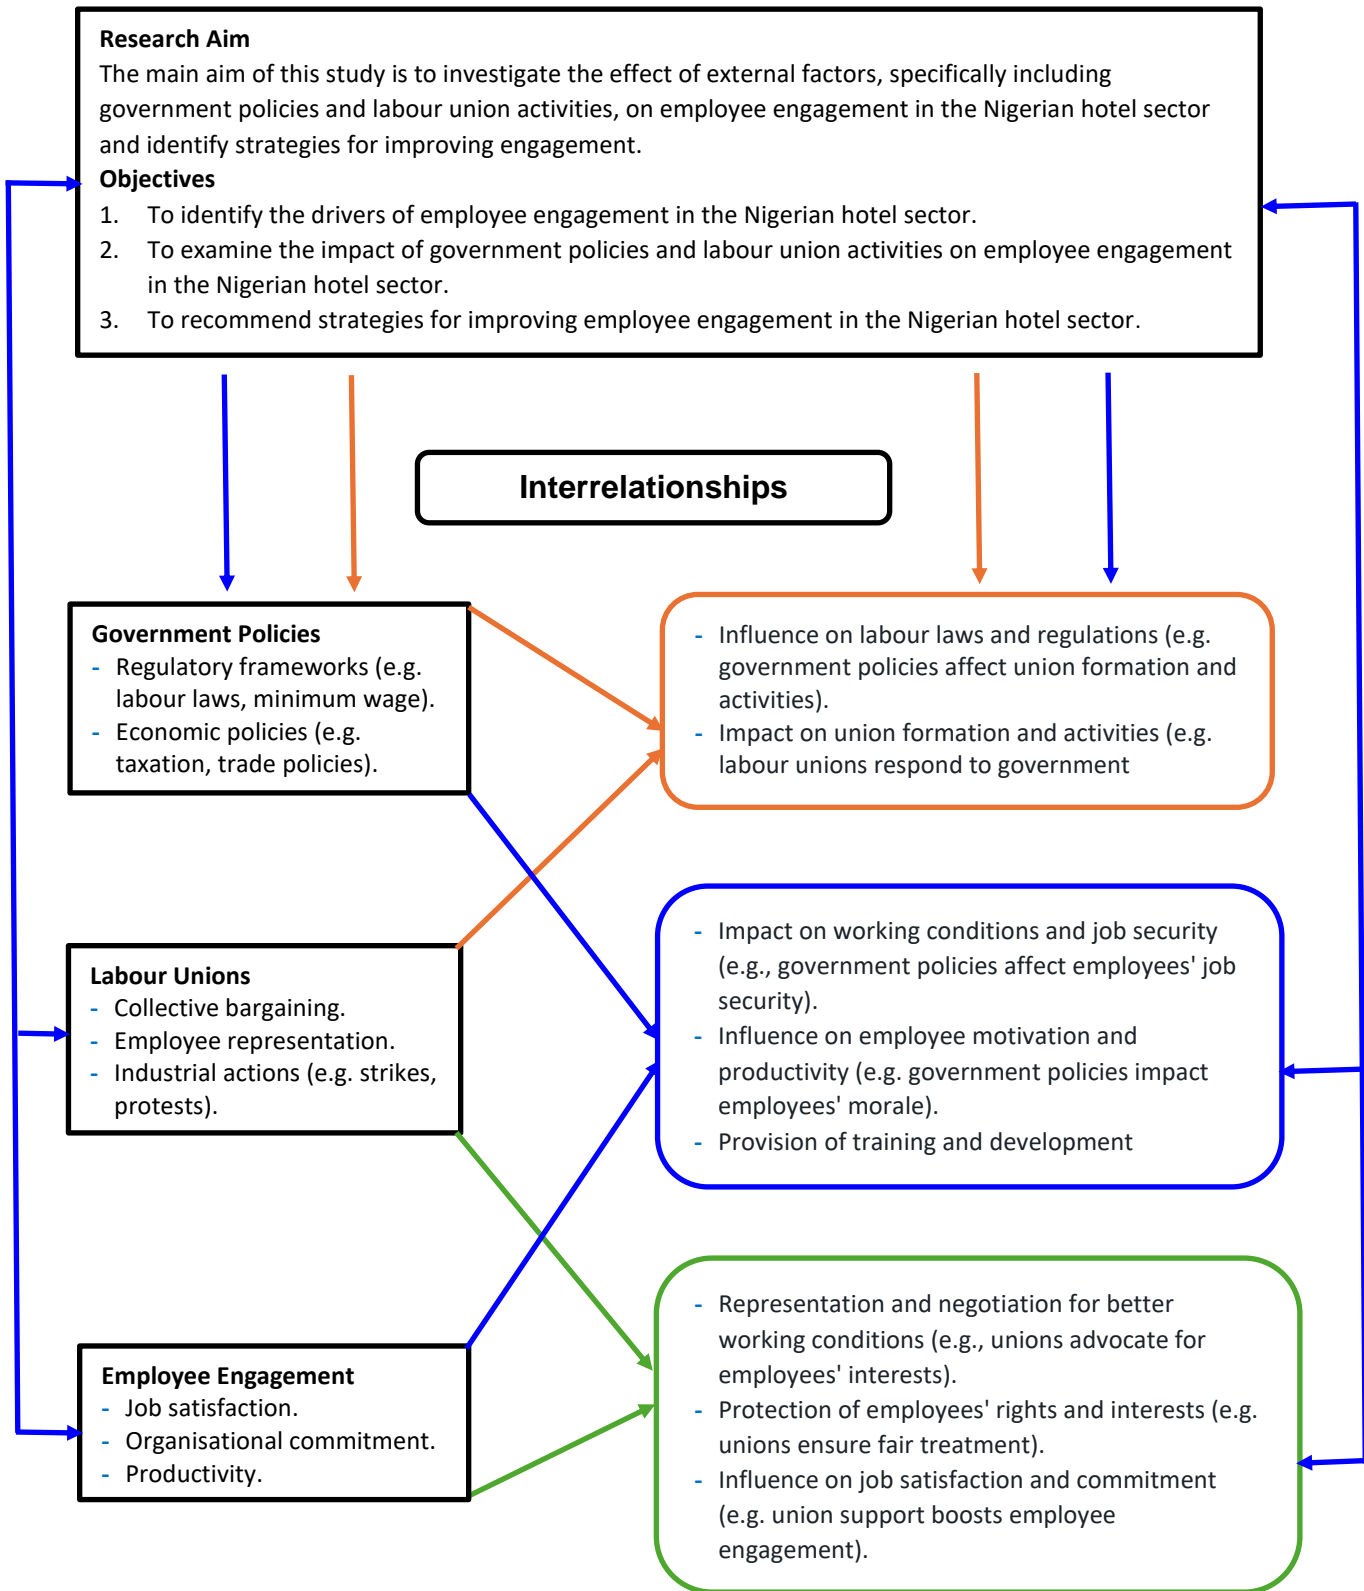 Research Aim
The main aim of this study is to investigate the effect of external factors, specifically including
government policies and labour union activities, on employee engagement in the Nigerian hotel sector
and identify strategies for improving engagement.
Objectives
1. To identify the drivers of employee engagement in the Nigerian hotel sector.
2. To examine the impact of government policies and labour union activities on employee engagement
in the Nigerian hotel sector.
3. To recommend strategies for improving employee engagement in the Nigerian hotel sector.
Interrelationships
Government Policies
- Regulatory frameworks (e.g.
labour laws, minimum wage).
- Economic policies (e.g.
taxation, trade policies).
- Influence on labour laws and regulations (e.g.
government policies affect union formation and
activities).
- Impact on union formation and activities (e.g.
labour unions respond to government
Labour Unions
- Collective bargaining.
- Employee representation.
- Industrial actions (e.g. strikes,
protests).
- Impact on working conditions and job security
(e.g., government policies affect employees' job
security).
- Influence on employee motivation and
productivity (e.g. government policies impact
employees' morale).
- Provision of training and development
Employee Engagement
- Job satisfaction.
- Organisational commitment.
- Productivity.
- Representation and negotiation for better
working conditions (e.g., unions advocate for
employees' interests).
- Protection of employees' rights and interests (e.g.
unions ensure fair treatment).
- Influence on job satisfaction and commitment
(e.g. union support boosts employee
engagement).